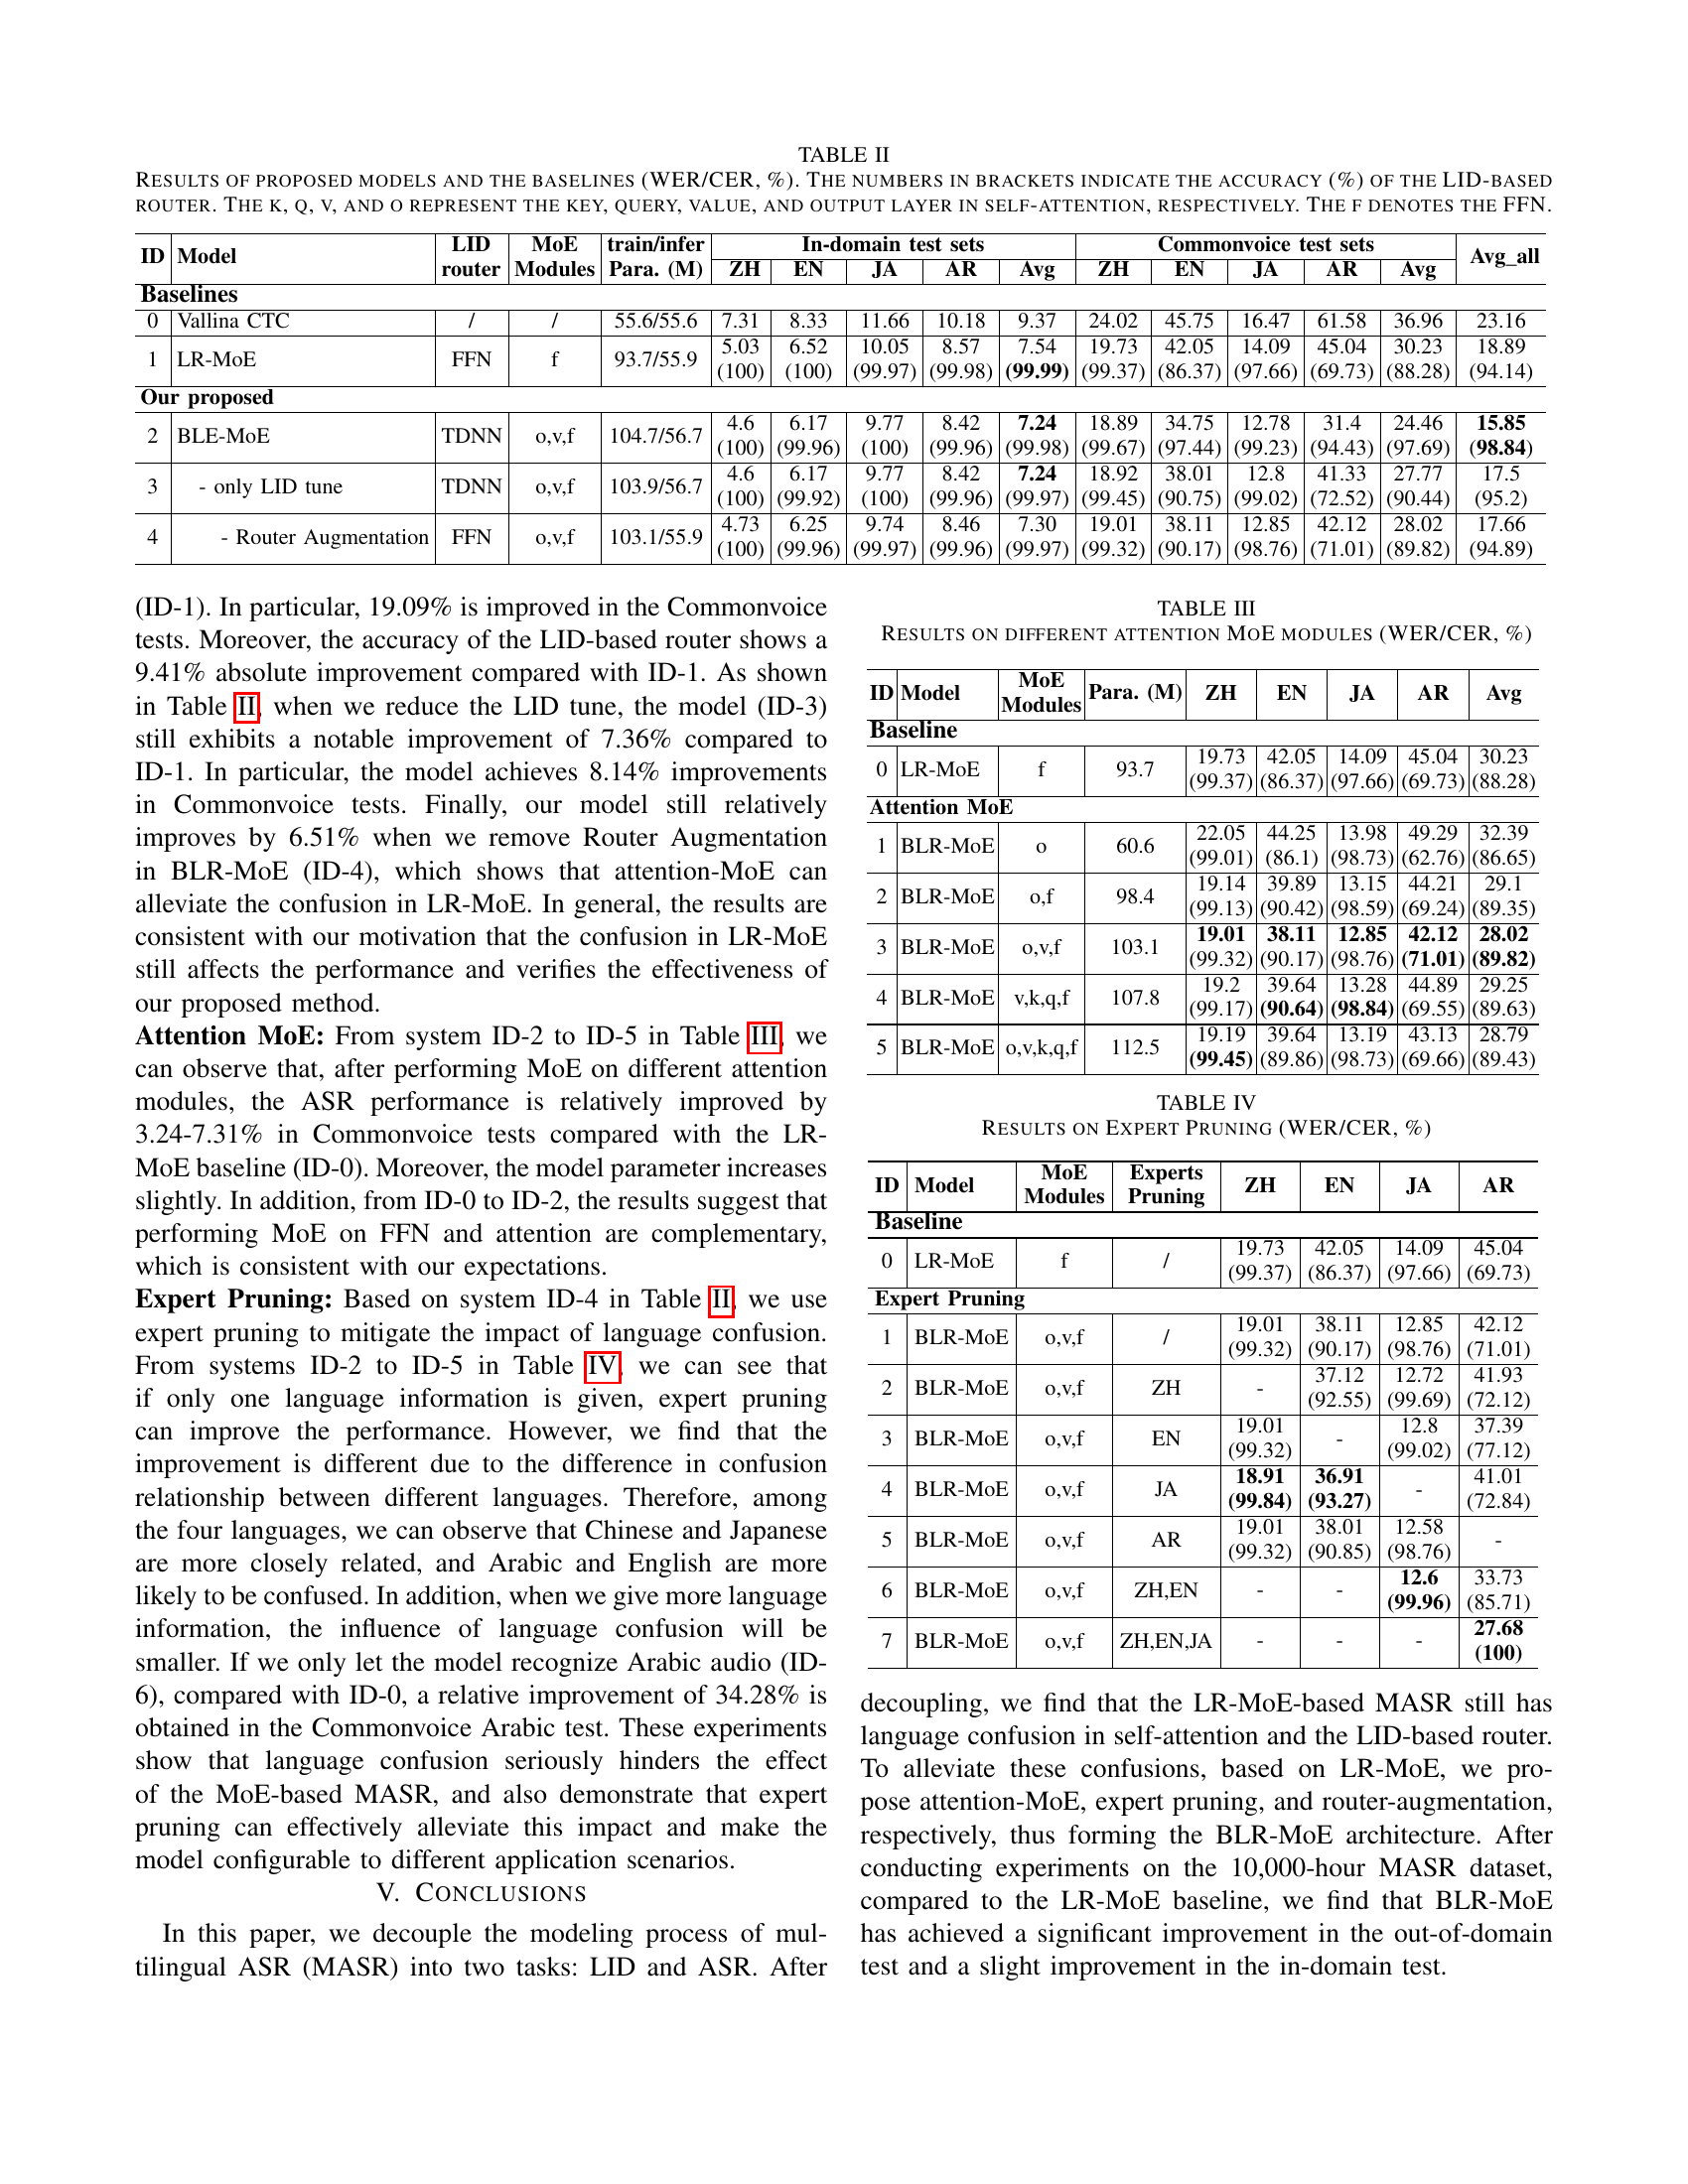 TABLE II
RESULTS OF PROPOSED MODELS AND THE BASELINES (WER/CER, %). THE NUMBERS IN BRACKETS INDICATE THE ACCURACY (%) OF THE LID-BASED
ROUTER. THE K, Q, V, AND O REPRESENT THE KEY, QUERY, VALUE, AND OUTPUT LAYER IN SELF-ATTENTION, RESPECTIVELY. THE F DENOTES THE FFN.
ID Model LID router MoE Modules train/infer Para. (M) In-domain test sets Commonvoice test sets Avg_all
ZH EN JA AR Avg ZH EN JA AR Avg
Baselines
0 Vallina CTC / / 55.6/55.6 7.31 8.33 11.66 10.18 9.37 24.02 45.75 16.47 61.58 36.96 23.16
1 LR-MoE FFN f 93.7/55.9 5.03 6.52 10.05 8.57 7.54 19.73 42.05 14.09 45.04 30.23 18.89
(100) (100) (99.97) (99.98) (99.99) (99.37) (86.37) (97.66) (69.73) (88.28) (94.14)
Our proposed
2 BLE-MoE TDNN o,v,f 104.7/56.7 4.6 6.17 9.77 8.42 7.24 18.89 34.75 12.78 31.4 24.46 15.85
(100) (99.96) (100) (99.96) (99.98) (99.67) (97.44) (99.23) (94.43) (97.69) (98.84)
3 - only LID tune TDNN o,v,f 103.9/56.7 4.6 6.17 9.77 8.42 7.24 18.92 38.01 12.8 41.33 27.77 17.5
(100) (99.92) (100) (99.96) (99.97) (99.45) (90.75) (99.02) (72.52) (90.44) (95.2)
4 - Router Augmentation FFN o,v,f 103.1/55.9 4.73 6.25 9.74 8.46 7.30 19.01 38.11 12.85 42.12 28.02 17.66
(100) (99.96) (99.97) (99.96) (99.97) (99.32) (90.17) (98.76) (71.01) (89.82) (94.89)
(ID-1). In particular, 19.09% is improved in the Commonvoice
tests. Moreover, the accuracy of the LID-based router shows a
9.41% absolute improvement compared with ID-1. As shown
in Table II, when we reduce the LID tune, the model (ID-3)
still exhibits a notable improvement of 7.36% compared to
ID-1. In particular, the model achieves 8.14% improvements
in Commonvoice tests. Finally, our model still relatively
improves by 6.51% when we remove Router Augmentation
in BLR-MoE (ID-4), which shows that attention-MoE can
alleviate the confusion in LR-MoE. In general, the results are
consistent with our motivation that the confusion in LR-MoE
still affects the performance and verifies the effectiveness of
our proposed method.
Attention MoE: From system ID-2 to ID-5 in Table III, we
can observe that, after performing MoE on different attention
modules, the ASR performance is relatively improved by
3.24-7.31% in Commonvoice tests compared with the LR-
MoE baseline (ID-0). Moreover, the model parameter increases
slightly. In addition, from ID-0 to ID-2, the results suggest that
performing MoE on FFN and attention are complementary,
which is consistent with our expectations.
Expert Pruning: Based on system ID-4 in Table II, we use
expert pruning to mitigate the impact of language confusion.
From systems ID-2 to ID-5 in Table IV, we can see that
if only one language information is given, expert pruning
can improve the performance. However, we find that the
improvement is different due to the difference in confusion
relationship between different languages. Therefore, among
the four languages, we can observe that Chinese and Japanese
are more closely related, and Arabic and English are more
likely to be confused. In addition, when we give more language
information, the influence of language confusion will be
smaller. If we only let the model recognize Arabic audio (ID-
6), compared with ID-0, a relative improvement of 34.28% is
obtained in the Commonvoice Arabic test. These experiments
show that language confusion seriously hinders the effect
of the MoE-based MASR, and also demonstrate that expert
pruning can effectively alleviate this impact and make the
model configurable to different application scenarios.
V. CONCLUSIONS
In this paper, we decouple the modeling process of mul-
tilingual ASR (MASR) into two tasks: LID and ASR. After
TABLE III
RESULTS ON DIFFERENT ATTENTION MOE MODULES (WER/CER, %)
ID Model MoE Modules Para. (M) ZH EN JA AR Avg
Baseline
0 LR-MoE f 93.7 19.73 42.05 14.09 45.04 30.23
(99.37) (86.37) (97.66) (69.73) (88.28)
Attention MoE
1 BLR-MoE o 60.6 22.05 44.25 13.98 49.29 32.39
(99.01) (86.1) (98.73) (62.76) (86.65)
2 BLR-MoE o,f 98.4 19.14 39.89 13.15 44.21 29.1
(99.13) (90.42) (98.59) (69.24) (89.35)
3 BLR-MoE o,v,f 103.1 19.01 38.11 12.85 42.12 28.02
(99.32) (90.17) (98.76) (71.01) (89.82)
4 BLR-MoE v,k,q,f 107.8 19.2 39.64 13.28 44.89 29.25
(99.17) (90.64) (98.84) (69.55) (89.63)
5 BLR-MoE o,v,k,q,f 112.5 19.19 39.64 13.19 43.13 28.79
(99.45) (89.86) (98.73) (69.66) (89.43)
TABLE IV
RESULTS ON EXPERT PRUNING (WER/CER, %)
ID Model MoE Modules Experts Pruning ZH EN JA AR
Baseline
0 LR-MoE f / 19.73 42.05 14.09 45.04
(99.37) (86.37) (97.66) (69.73)
Expert Pruning
1 BLR-MoE o,v,f / 19.01 38.11 12.85 42.12
(99.32) (90.17) (98.76) (71.01)
2 BLR-MoE o,v,f ZH - 37.12 12.72 41.93
(92.55) (99.69) (72.12)
3 BLR-MoE o,v,f EN 19.01 - 12.8 37.39
(99.32) (99.02) (77.12)
4 BLR-MoE o,v,f JA 18.91 36.91 - 41.01
(99.84) (93.27) (72.84)
5 BLR-MoE o,v,f AR 19.01 38.01 12.58 -
(99.32) (90.85) (98.76)
6 BLR-MoE o,v,f ZH,EN - - 12.6 33.73
(99.96) (85.71)
7 BLR-MoE o,v,f ZH,EN,JA - - - 27.68
(100)
decoupling, we find that the LR-MoE-based MASR still has
language confusion in self-attention and the LID-based router.
To alleviate these confusions, based on LR-MoE, we pro-
pose attention-MoE, expert pruning, and router-augmentation,
respectively, thus forming the BLR-MoE architecture. After
conducting experiments on the 10,000-hour MASR dataset,
compared to the LR-MoE baseline, we find that BLR-MoE
has achieved a significant improvement in the out-of-domain
test and a slight improvement in the in-domain test.